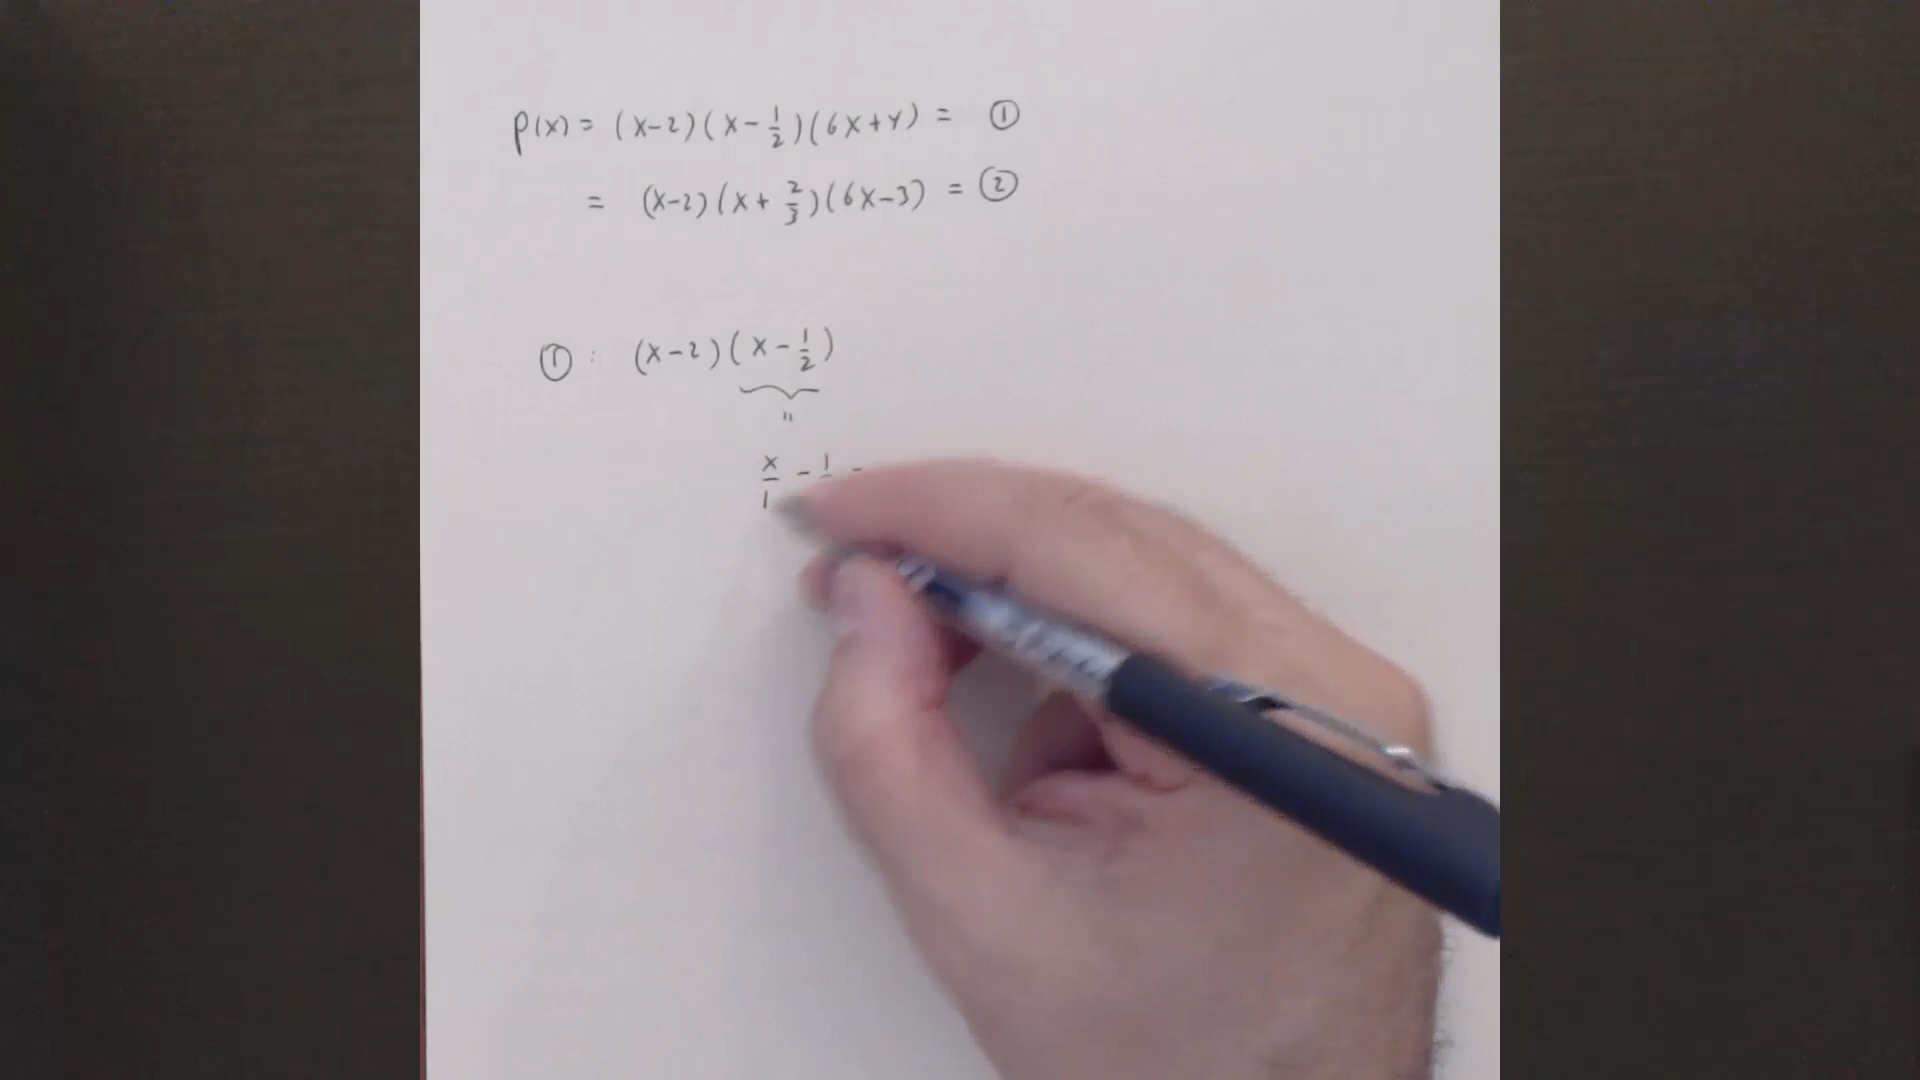 p(x) = (x-2)(x-1/2)(6x+4) = ①
= (x-2)(x+2/3)(6x-3) = ②
①: (x-2)(x-1/2)
"
x/1 - 1 -